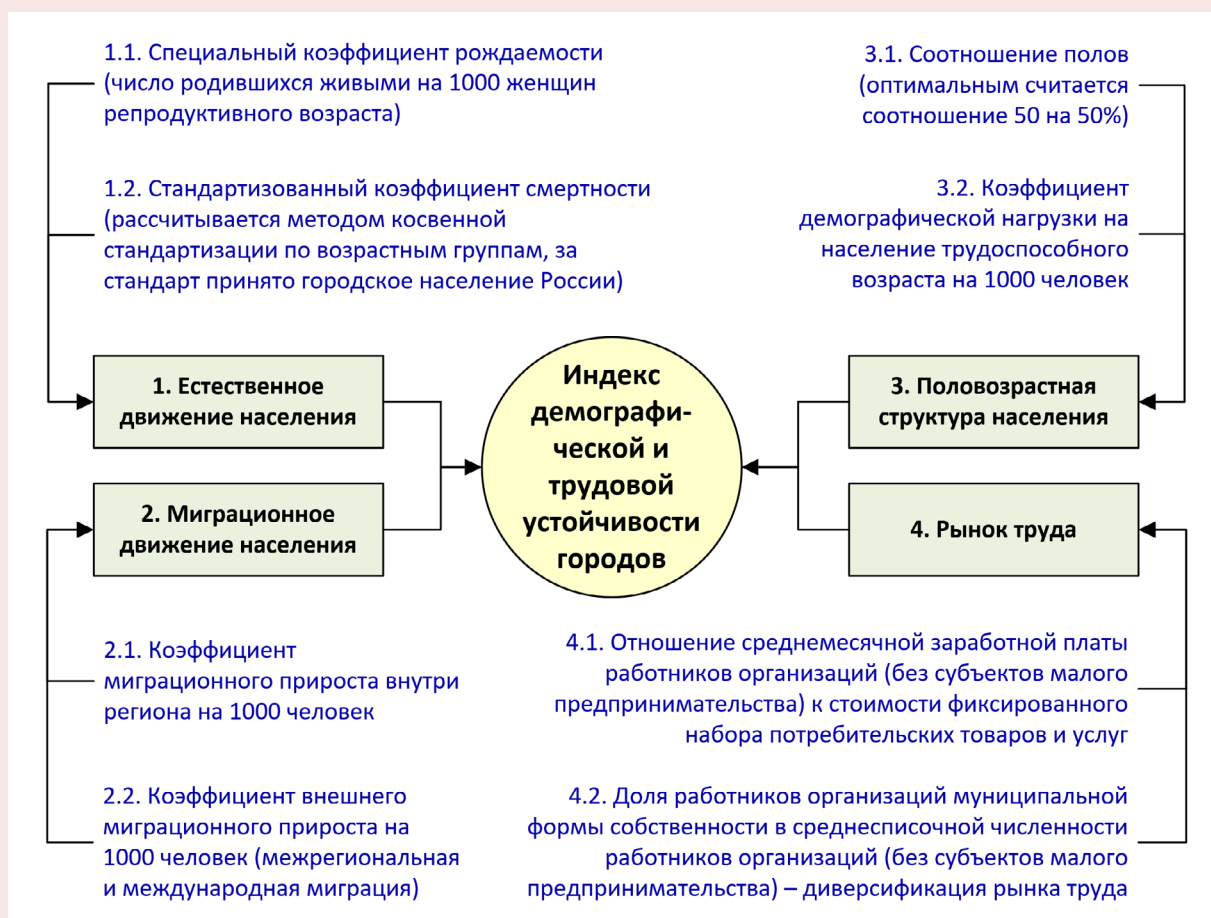 1.1. Специальный коэффициент рождаемости
(число родившихся живыми на 1000 женщин
репродуктивного возраста)
1.2. Стандартизованный коэффициент смертности
(рассчитывается методом косвенной
стандартизации по возрастным группам, за
стандарт принято городское население России)
3.1. Соотношение полов
(оптимальным считается
соотношение 50 на 50%)
3.2. Коэффициент
демографической нагрузки на
население трудоспособного
возраста на 1000 человек
1. Естественное
движение населения
2. Миграционное
движение населения
Индекс
демографи-
ческой и
трудовой
устойчивости
городов
3. Половозрастная
структура населения
4. Рынок труда
2.1. Коэффициент
миграционного прироста внутри
региона на 1000 человек
2.2. Коэффициент внешнего
миграционного прироста на
1000 человек (межрегиональная
и международная миграция)
4.1. Отношение среднемесячной заработной платы
работников организаций (без субъектов малого
предпринимательства) к стоимости фиксированного
набора потребительских товаров и услуг
4.2. Доля работников организаций муниципальной
формы собственности в среднесписочной численности
работников организаций (без субъектов малого
предпринимательства) – диверсификация рынка труда